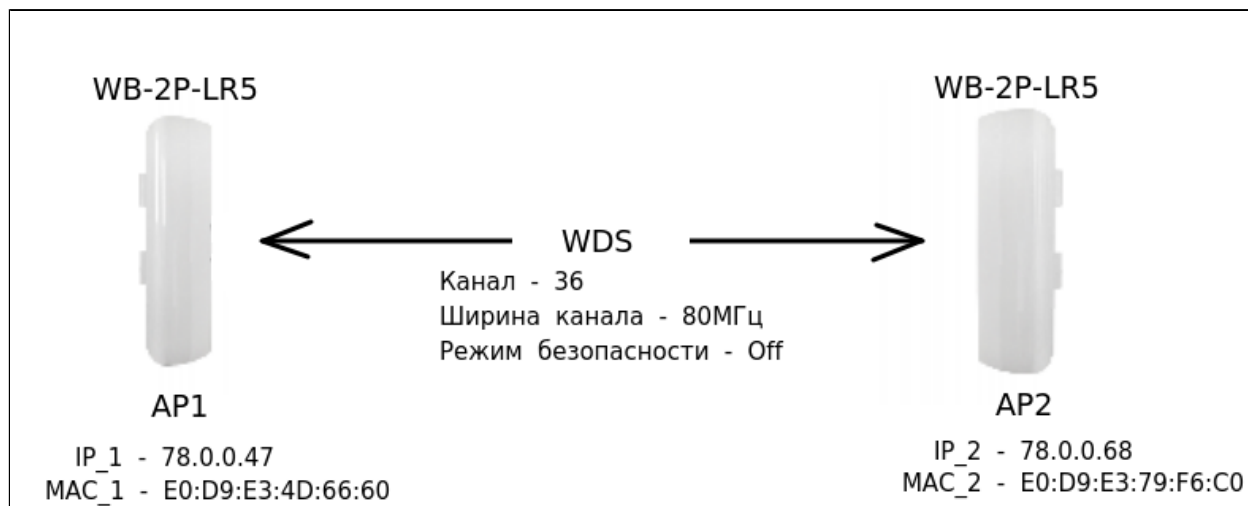 WB-2P-LR5
WB-2P-LR5
WDS
Канал - 36
Ширина канала - 80МГц
Режим безопасности - Off
AP1
IP_1 - 78.0.0.47
MAC_1 - E0:D9:E3:4D:66:60
AP2
IP_2 - 78.0.0.68
MAC_2 - E0:D9:E3:79:F6:C0